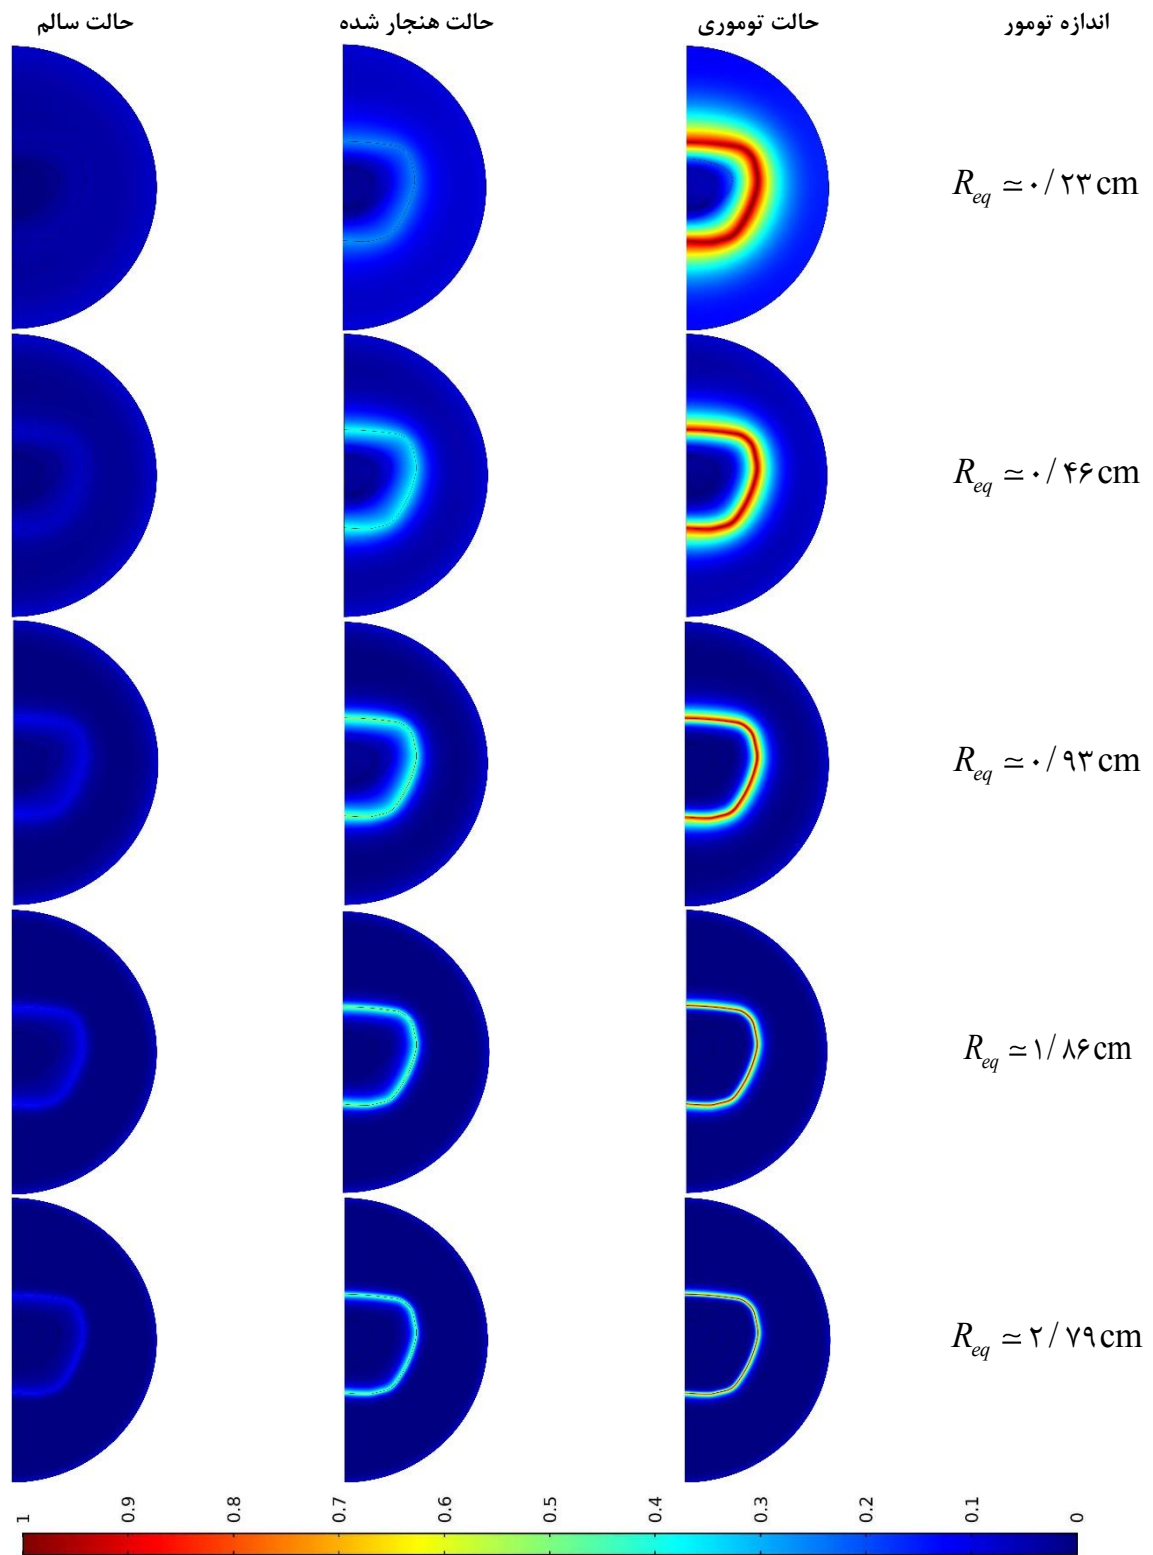 اندازه تومور    حالت توموری    حالت هنجار شده    حالت سالم
R_eq ≃ ۰/۲۳ cm
R_eq ≃ ۰/۴۶ cm
R_eq ≃ ۰/۹۳ cm
R_eq ≃ ۱/۸۶ cm
R_eq ≃ ۲/۷۹ cm
1 0.9 0.8 0.7 0.6 0.5 0.4 0.3 0.2 0.1 0